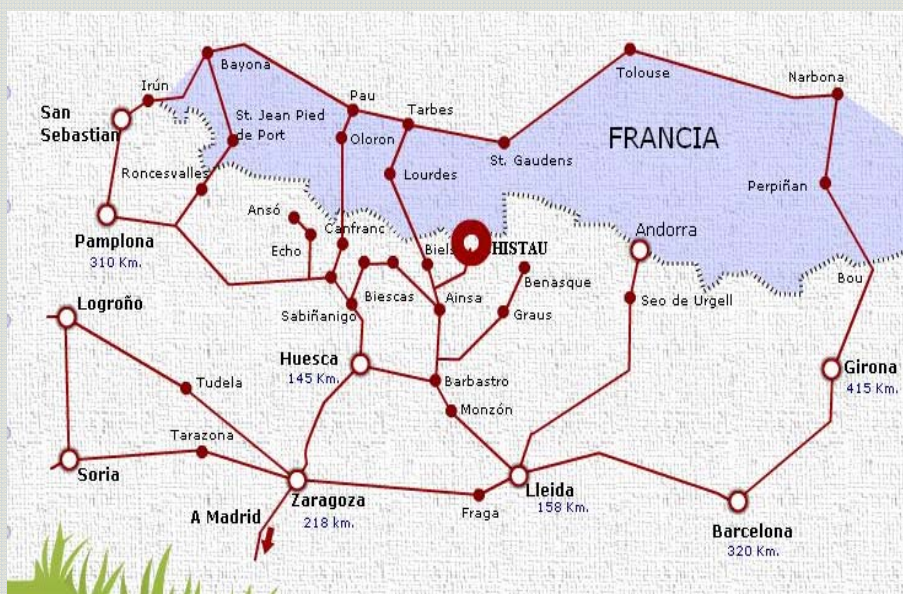 Bayona
Tolouse
Narbona
Irún
Pau
Tarbes
San
Sebastian
St. Jean Pied
de Port
Oloron
FRANCIA
St. Gaudens
Lourdes
Roncesvalles
Perpiñan
Ansó
Pamplona
310 Km.
Canfranc
Echo
HISTAU
Andorra
Benasque
Bou
Biescas
Ainsa
Seo de Urgell
Logroño
Sabiñanigo
Graus
Huesca
145 Km.
Girona
415 Km.
Tudela
Barbastro
Monzón
Tarazona
Soria
Zaragoza
218 km.
Lleida
158 Km.
Fraga
A Madrid
Barcelona
320 Km.